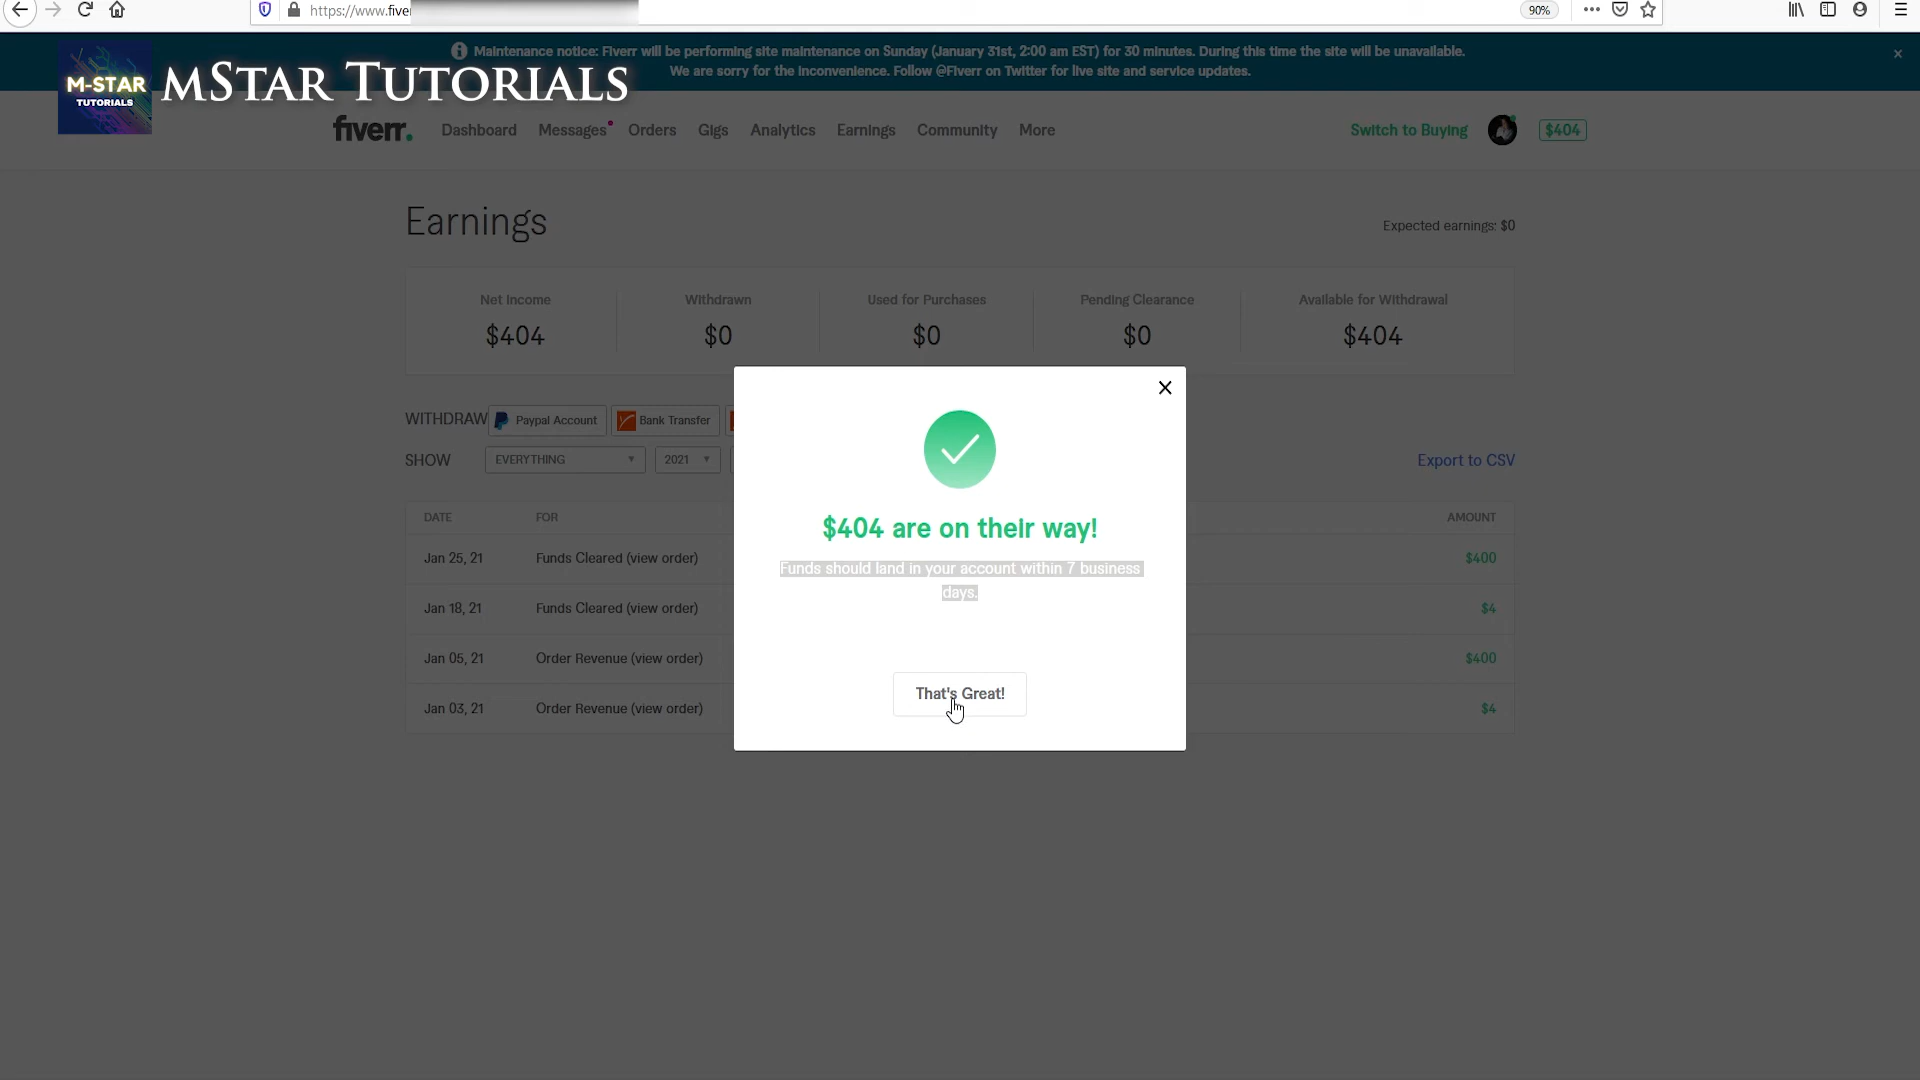 https://www.fiver
90%
Maintenance notice: Fiverr will be performing site maintenance on Sunday (January 31st, 2:00 am EST) for 30 minutes. During this time the site will be unavailable.
We are sorry for the inconvenience. Follow @Fiverr on Twitter for live site and service updates.
M-STAR
TUTORIALS
MSTAR TUTORIALS
fiverr.
Dashboard
Messages
Orders
Gigs
Analytics
Earnings
Community
More
Switch to Buying
$404
Earnings
Expected earnings: $0
Net Income
Withdrawn
Used for Purchases
Pending Clearance
Available for Withdrawal
$404
$0
$0
$0
$404
WITHDRAW
Paypal Account
Bank Transfer
SHOW
EVERYTHING
2021
Export to CSV
DATE
FOR
AMOUNT
Jan 25, 21
Funds Cleared (view order)
$400
Jan 18, 21
Funds Cleared (view order)
$4
Jan 05, 21
Order Revenue (view order)
$400
Jan 03, 21
Order Revenue (view order)
$4
$404 are on their way!
Funds should land in your account within 7 business
days.
That's Great!